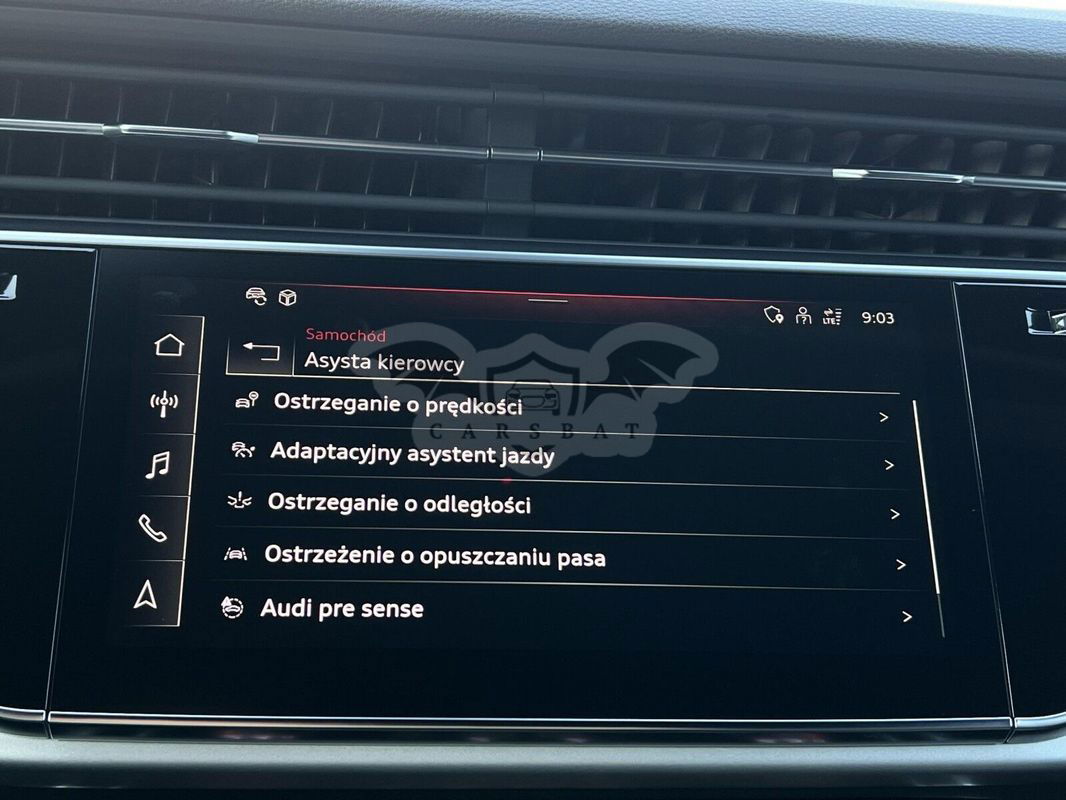 LTE
9:03
Samochód
Asysta kierowcy
Ostrzeganie o prędkości
CARSBAT
Adaptacyjny asystent jazdy
Ostrzeganie o odległości
Ostrzeżenie o opuszczaniu pasa
Audi pre sense